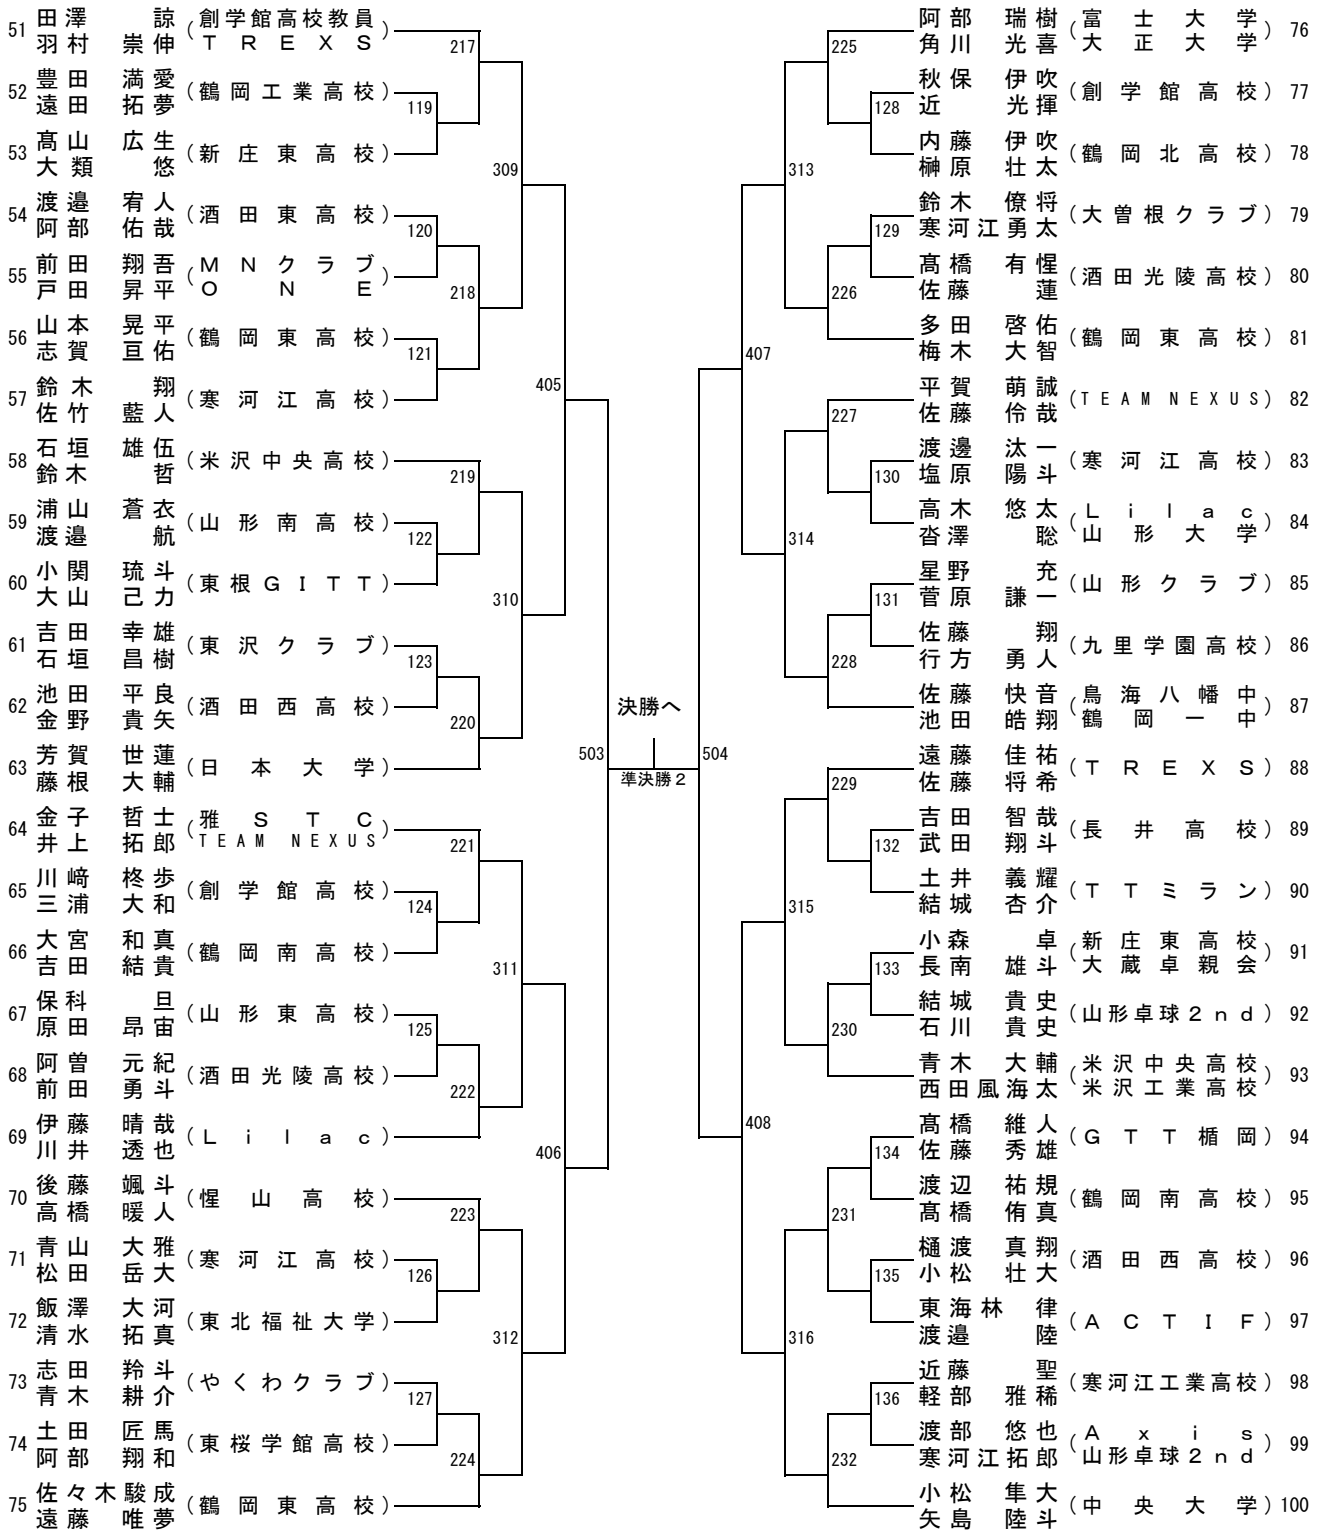 51 田澤 諒 (創学館高校教員)
羽村 崇伸 (TREXS)
52 豊田 満愛 (鶴岡工業高校)
遠田 拓夢
53 髙山 広生 (新庄東高校)
大類 悠
54 渡邉 宥人 (酒田東高校)
阿部 佑哉
55 前田 翔吾 (MNクラブ)
戸田 昇平 (ONE)
56 山本 晃平 (鶴岡東高校)
志賀 亘佑
57 鈴木 翔 (寒河江高校)
佐竹 藍人
58 石垣 雄伍 (米沢中央高校)
鈴木 哲
59 浦山 蒼衣 (山形南高校)
渡邉 航
60 小関 琉斗 (東根GITT)
大山 己力
61 吉田 幸雄 (東沢クラブ)
石垣 昌樹
62 池田 平良 (酒田西高校)
金野 貴矢
63 芳賀 世蓮 (日本大学)
藤根 大輔
64 金子 哲士 (雅STC)
井上 拓郎 (TEAM NEXUS)
65 川﨑 柊歩 (創学館高校)
三浦 大和
66 大宮 和真 (鶴岡南高校)
吉田 結貴
67 保科 旦 (山形東高校)
原田 昂宙
68 阿曽 元紀 (酒田光陵高校)
前田 勇斗
69 伊藤 晴哉 (Lilac)
川井 透也
70 後藤 颯斗 (惺山高校)
高橋 暖人
71 青山 大雅 (寒河江高校)
松田 岳大
72 飯澤 大河 (東北福祉大学)
清水 拓真
73 志田 羚斗 (やくわクラブ)
青木 耕介
74 土田 匠馬 (東桜学館高校)
阿部 翔和
75 佐々木駿成 (鶴岡東高校)
遠藤 唯夢
217
119
309
120
218
121
405
219
122
310
123
220
503
221
124
311
125
222
406
223
126
312
127
224
決勝へ
準決勝2
504
225
128
313
129
226
407
227
130
314
131
228
229
132
315
133
230
408
134
231
135
316
136
232
阿部 瑞樹 (富士大学) 76
角川 光喜 (大正大学)
秋保 伊吹 (創学館高校) 77
近 光揮
内藤 伊吹 (鶴岡北高校) 78
榊原 壮太
鈴木 僚将 (大曽根クラブ) 79
寒河江勇太
髙橋 有惺 (酒田光陵高校) 80
佐藤 蓮
多田 啓佑 (鶴岡東高校) 81
梅木 大智
平賀 萌誠 (TEAM NEXUS) 82
佐藤 伶哉
渡邊 汰一 (寒河江高校) 83
塩原 陽斗
高木 悠太 (Lilac) 84
沓澤 聡 (山形大学)
星野 充 (山形クラブ) 85
菅原 謙一
佐藤 翔 (九里学園高校) 86
行方 勇人
佐藤 快音 (鳥海八幡中) 87
池田 皓翔 (鶴岡一中)
遠藤 佳祐 (TREXS) 88
佐藤 将希
吉田 智哉 (長井高校) 89
武田 翔斗
土井 義耀 (TTミラン) 90
結城 杏介
小森 卓 (新庄東高校) 91
長南 雄斗 (大蔵卓親会)
結城 貴史 (山形卓球2nd) 92
石川 貴史
青木 大輔 (米沢中央高校) 93
西田風海太 (米沢工業高校)
髙橋 維人 (GTT楯岡) 94
佐藤 秀雄
渡辺 祐規 (鶴岡南高校) 95
髙橋 侑真
樋渡 真翔 (酒田西高校) 96
小松 壮大
東海林 律 (ACTIF) 97
渡邉 陸
近藤 聖 (寒河江工業高校) 98
軽部 雅稀
渡部 悠也 (Axis) 99
寒河江拓郎 (山形卓球2nd)
小松 隼大 (中央大学) 100
矢島 陸斗